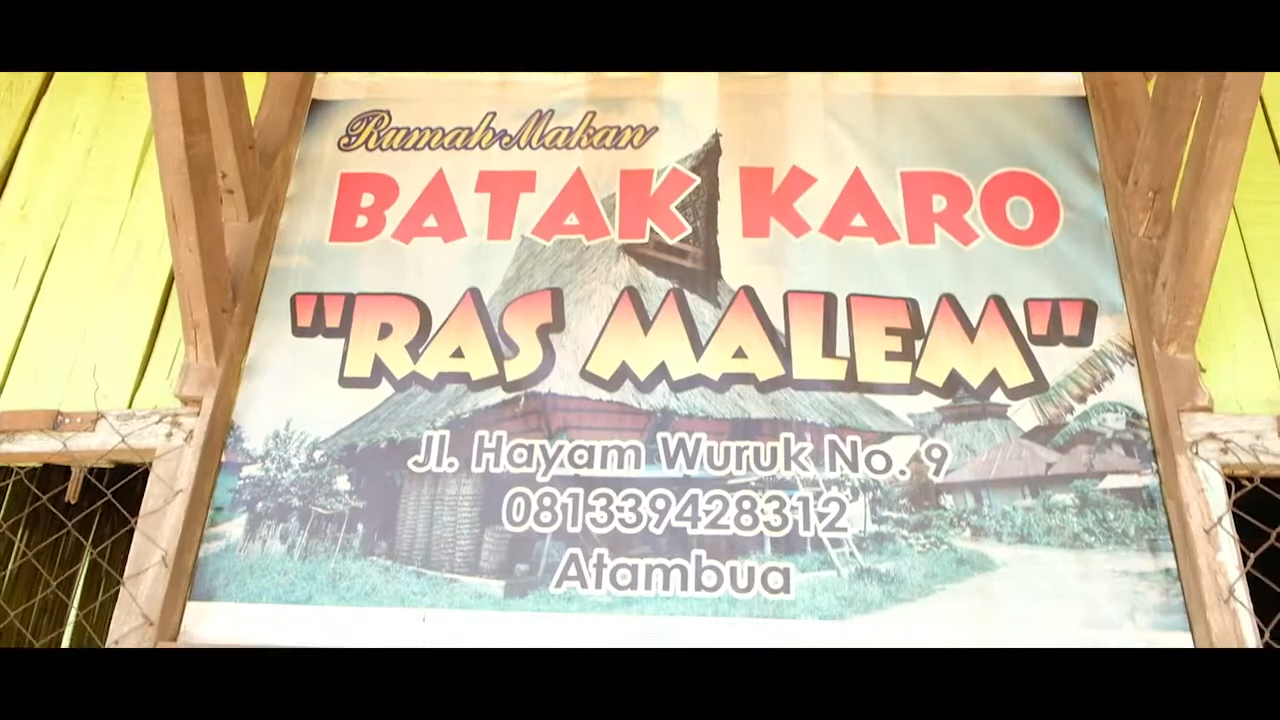 Rumah Makan
BATAK KARO
"RAS MALEM"
Jl. Hayam Wuruk No. 9
081339428312
Atambua